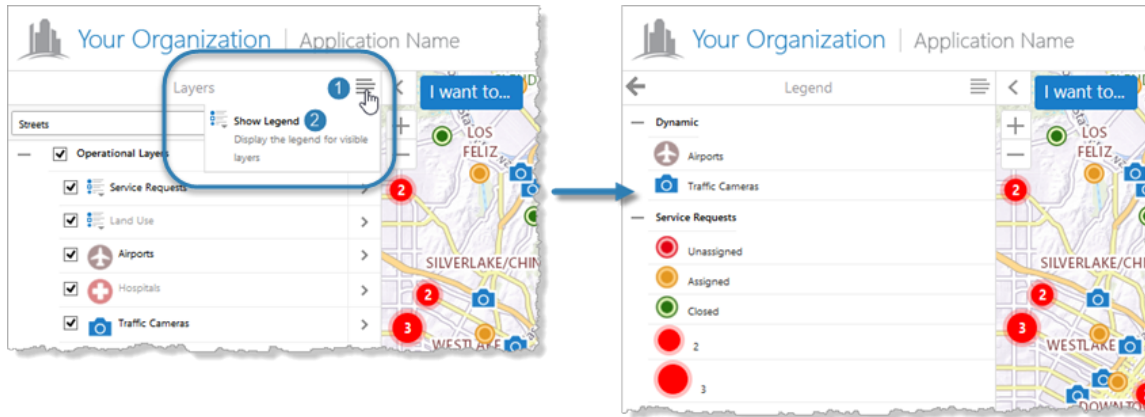 Your Organization | Application Name
Layers
1
I want to...
Streets
Show Legend 2
Display the legend for visible
layers
Operational Layers
Service Requests
Land Use
Airports
Hospitals
Traffic Cameras
LOS
FELIZ
2
SILVERLAKE/CHIN
2
3
WESTLAKE
Your Organization | Application Name
Legend
I want to...
Dynamic
Airports
Traffic Cameras
Service Requests
Unassigned
Assigned
Closed
2
3
LOS
FELIZ
2
SILVERLAKE/CHI
2
3
WESTLAKE
DOWNTO